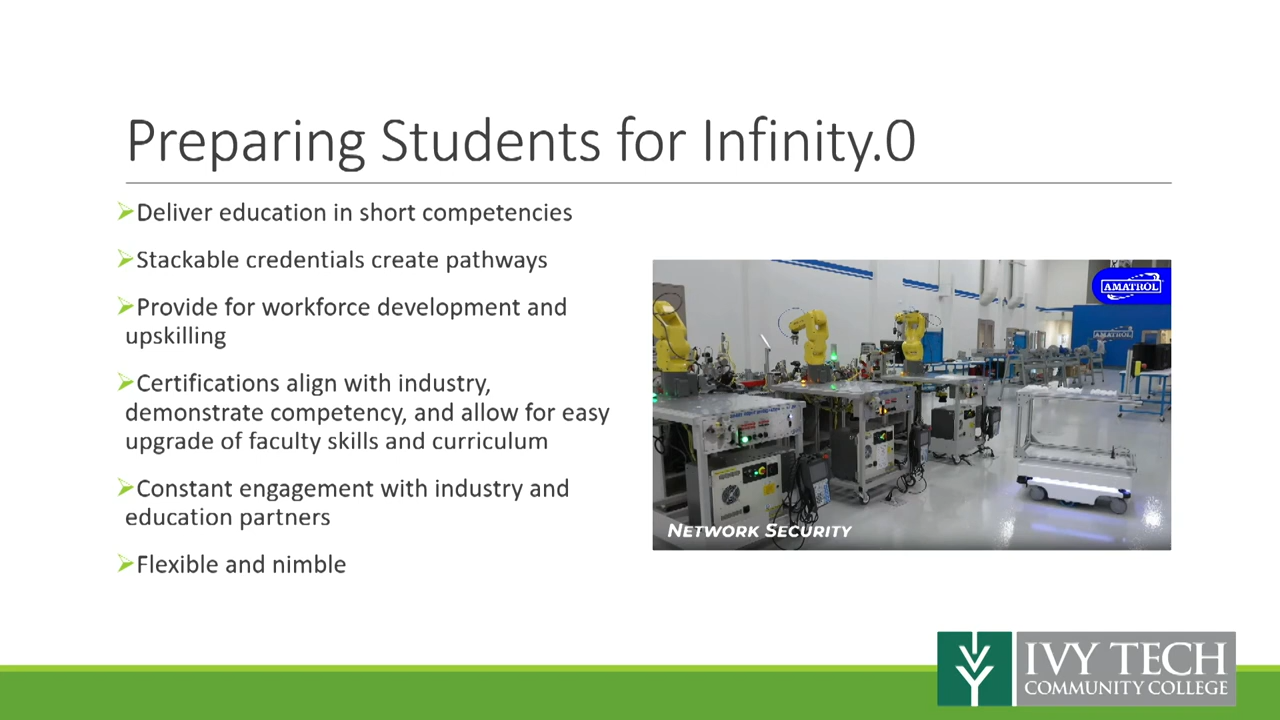 Preparing Students for Infinity.0
Deliver education in short competencies
Stackable credentials create pathways
Provide for workforce development and
upskilling
Certifications align with industry,
demonstrate competency, and allow for easy
upgrade of faculty skills and curriculum
Constant engagement with industry and
education partners
Flexible and nimble
AMATROL
AMATROL
NETWORK SECURITY
IVY TECH
COMMUNITY COLLEGE